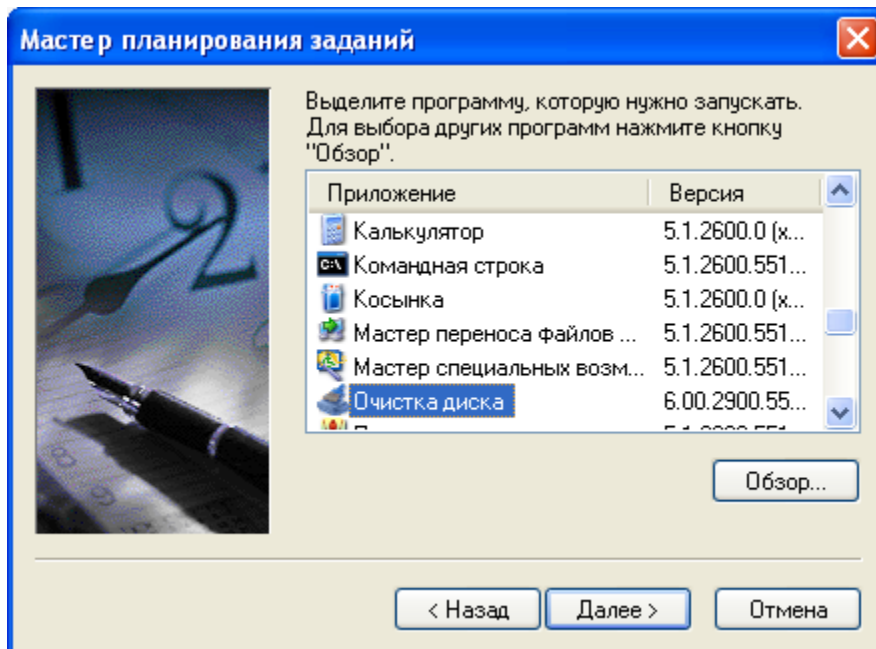 Мастер планирования заданий
Выделите программу, которую нужно запускать.
Для выбора других программ нажмите кнопку
"Обзор".
Приложение Версия
Калькулятор 5.1.2600.0 (x...
Командная строка 5.1.2600.551...
Косынка 5.1.2600.0 (x...
Мастер переноса файлов ... 5.1.2600.551...
Мастер специальных возм... 5.1.2600.551...
Очистка диска 6.00.2900.55...
Обзор...
< Назад Далее > Отмена